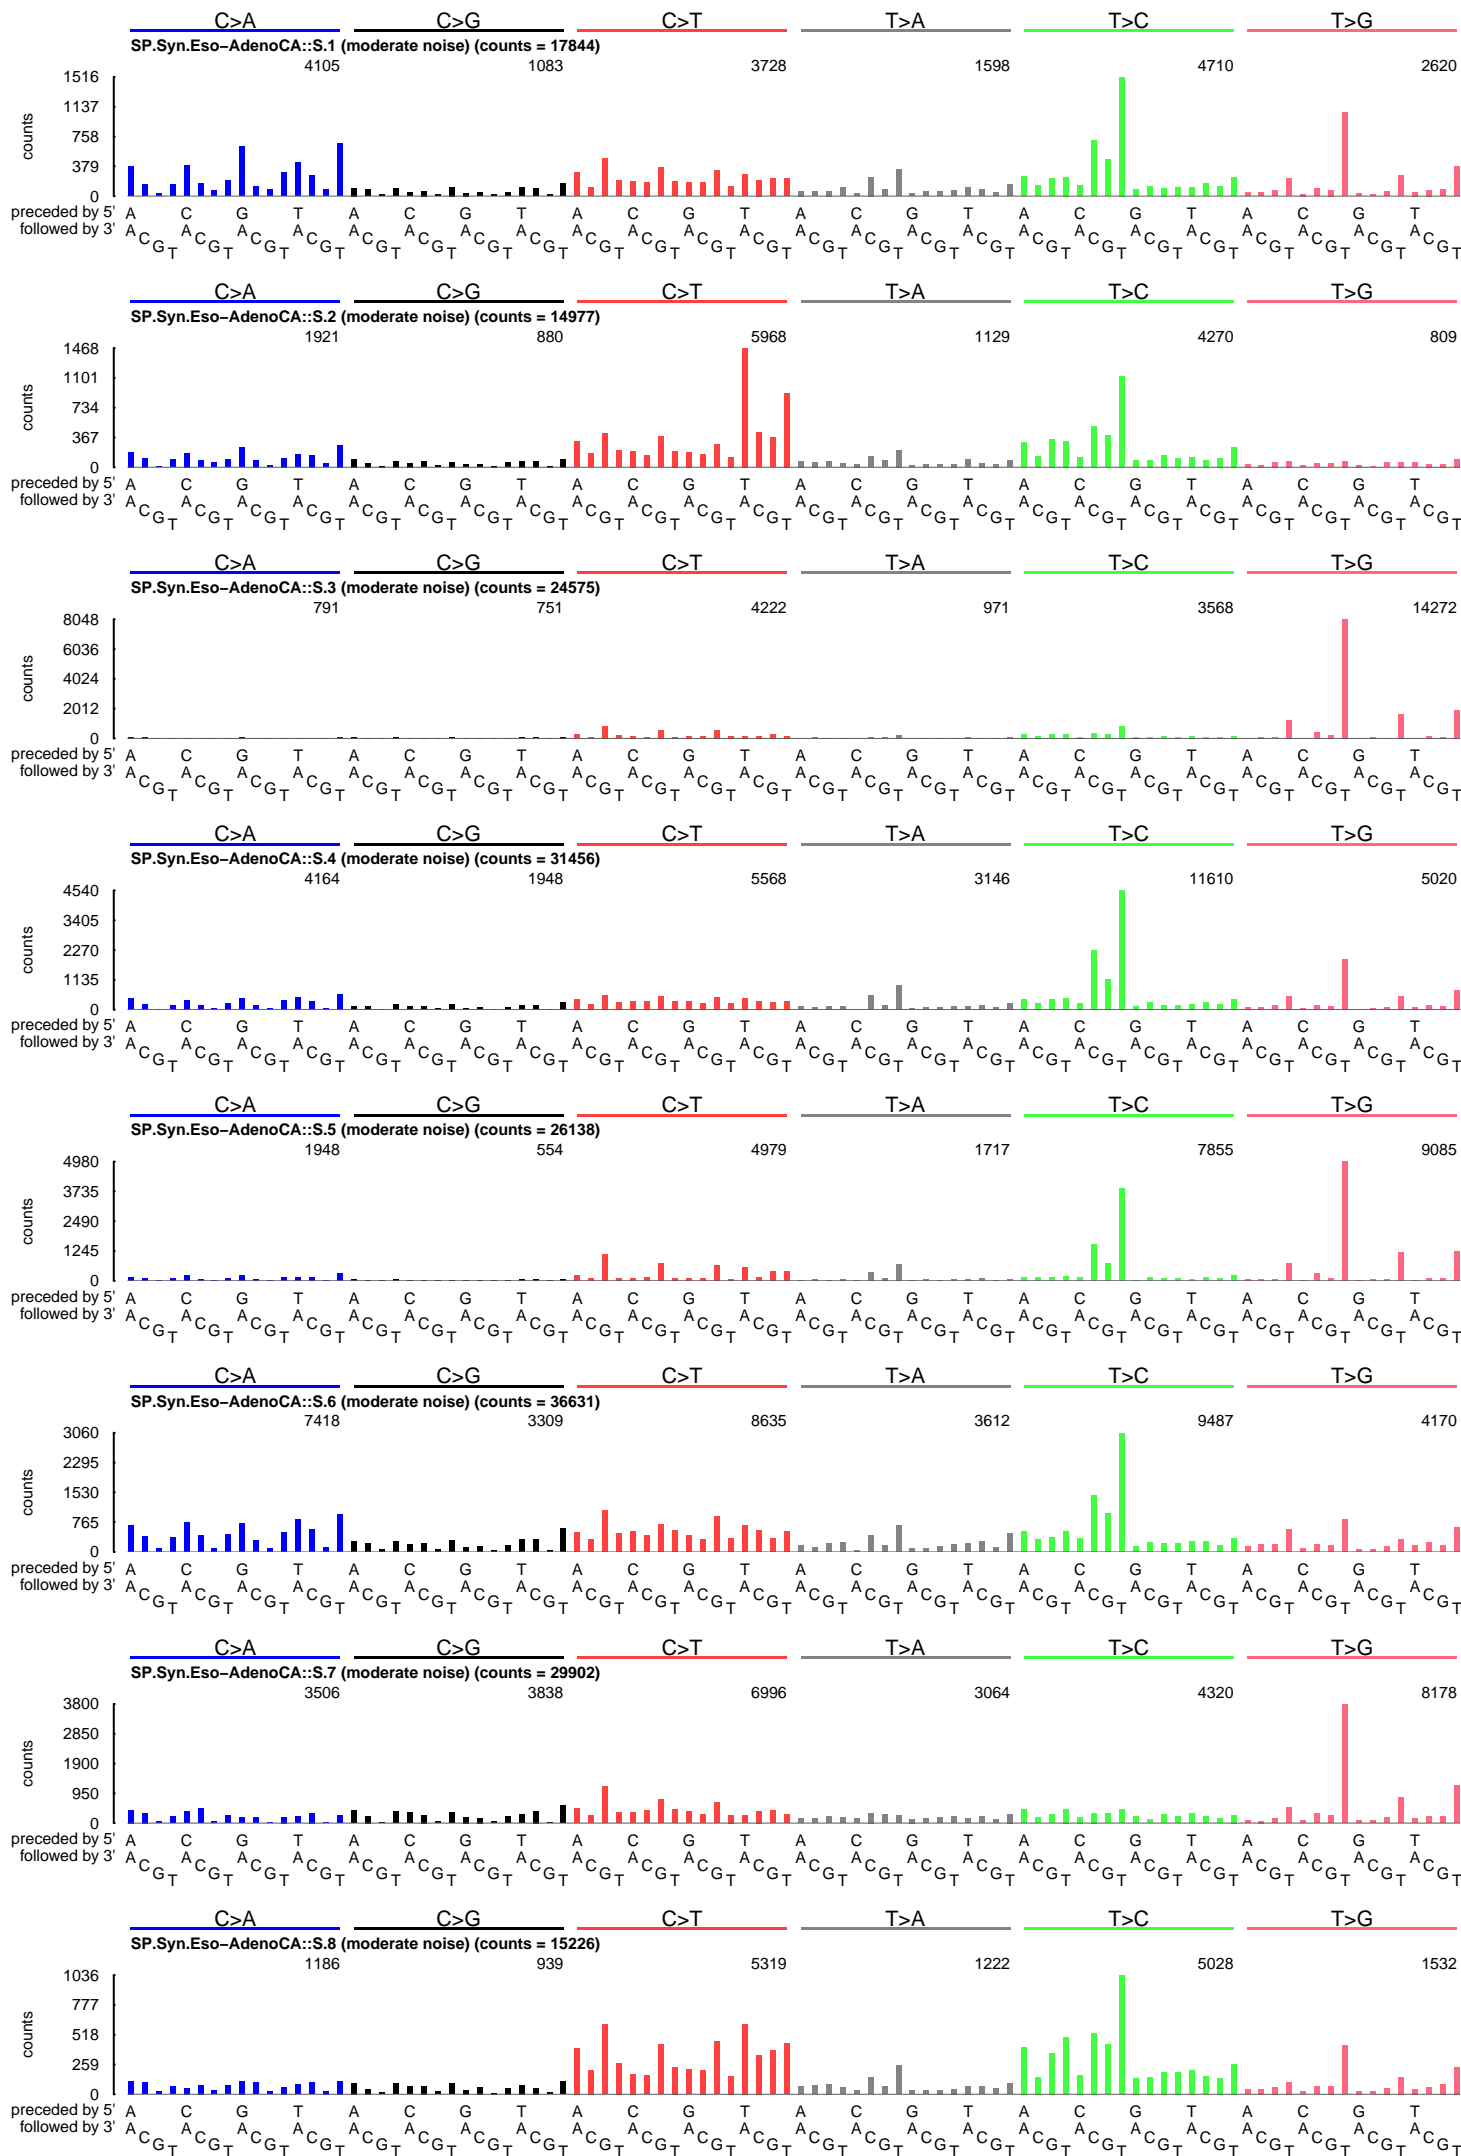 C>A C>G C>T T>A T>C T>G
SP.Syn.Eso−AdenoCA::S.1 (moderate noise) (counts = 17844)
4105 1083 3728 1598 4710 2620
1516
1137
758
379
0
counts
preceded by 5' A C G T A C G T A C G T A C G T A C G T A C G T
followed by 3' A C G T A C G T A C G T A C G T A C G T A C G T A C G T A C G T A C G T A C G T A C G T A C G T A C G T A C G T A C G T A C G T A C G T A C G T A C G T A C G T A C G T A C G T A C G T A C G T
C>A C>G C>T T>A T>C T>G
SP.Syn.Eso−AdenoCA::S.2 (moderate noise) (counts = 14977)
1921 880 5968 1129 4270 809
1468
1101
734
367
0
counts
preceded by 5' A C G T A C G T A C G T A C G T A C G T A C G T
followed by 3' A C G T A C G T A C G T A C G T A C G T A C G T A C G T A C G T A C G T A C G T A C G T A C G T A C G T A C G T A C G T A C G T A C G T A C G T A C G T A C G T A C G T A C G T A C G T A C G T
C>A C>G C>T T>A T>C T>G
SP.Syn.Eso−AdenoCA::S.3 (moderate noise) (counts = 24575)
791 751 4222 971 3568 14272
8048
6036
4024
2012
0
counts
preceded by 5' A C G T A C G T A C G T A C G T A C G T A C G T
followed by 3' A C G T A C G T A C G T A C G T A C G T A C G T A C G T A C G T A C G T A C G T A C G T A C G T A C G T A C G T A C G T A C G T A C G T A C G T A C G T A C G T A C G T A C G T A C G T A C G T
C>A C>G C>T T>A T>C T>G
SP.Syn.Eso−AdenoCA::S.4 (moderate noise) (counts = 31456)
4164 1948 5568 3146 11610 5020
4540
3405
2270
1135
0
counts
preceded by 5' A C G T A C G T A C G T A C G T A C G T A C G T
followed by 3' A C G T A C G T A C G T A C G T A C G T A C G T A C G T A C G T A C G T A C G T A C G T A C G T A C G T A C G T A C G T A C G T A C G T A C G T A C G T A C G T A C G T A C G T A C G T A C G T
C>A C>G C>T T>A T>C T>G
SP.Syn.Eso−AdenoCA::S.5 (moderate noise) (counts = 26138)
1948 554 4979 1717 7855 9085
4980
3735
2490
1245
0
counts
preceded by 5' A C G T A C G T A C G T A C G T A C G T A C G T
followed by 3' A C G T A C G T A C G T A C G T A C G T A C G T A C G T A C G T A C G T A C G T A C G T A C G T A C G T A C G T A C G T A C G T A C G T A C G T A C G T A C G T A C G T A C G T A C G T A C G T
C>A C>G C>T T>A T>C T>G
SP.Syn.Eso−AdenoCA::S.6 (moderate noise) (counts = 36631)
7418 3309 8635 3612 9487 4170
3060
2295
1530
765
0
counts
preceded by 5' A C G T A C G T A C G T A C G T A C G T A C G T
followed by 3' A C G T A C G T A C G T A C G T A C G T A C G T A C G T A C G T A C G T A C G T A C G T A C G T A C G T A C G T A C G T A C G T A C G T A C G T A C G T A C G T A C G T A C G T A C G T A C G T
C>A C>G C>T T>A T>C T>G
SP.Syn.Eso−AdenoCA::S.7 (moderate noise) (counts = 29902)
3506 3838 6996 3064 4320 8178
3800
2850
1900
950
0
counts
preceded by 5' A C G T A C G T A C G T A C G T A C G T A C G T
followed by 3' A C G T A C G T A C G T A C G T A C G T A C G T A C G T A C G T A C G T A C G T A C G T A C G T A C G T A C G T A C G T A C G T A C G T A C G T A C G T A C G T A C G T A C G T A C G T A C G T
C>A C>G C>T T>A T>C T>G
SP.Syn.Eso−AdenoCA::S.8 (moderate noise) (counts = 15226)
1186 939 5319 1222 5028 1532
1036
777
518
259
0
counts
preceded by 5' A C G T A C G T A C G T A C G T A C G T A C G T
followed by 3' A C G T A C G T A C G T A C G T A C G T A C G T A C G T A C G T A C G T A C G T A C G T A C G T A C G T A C G T A C G T A C G T A C G T A C G T A C G T A C G T A C G T A C G T A C G T A C G T